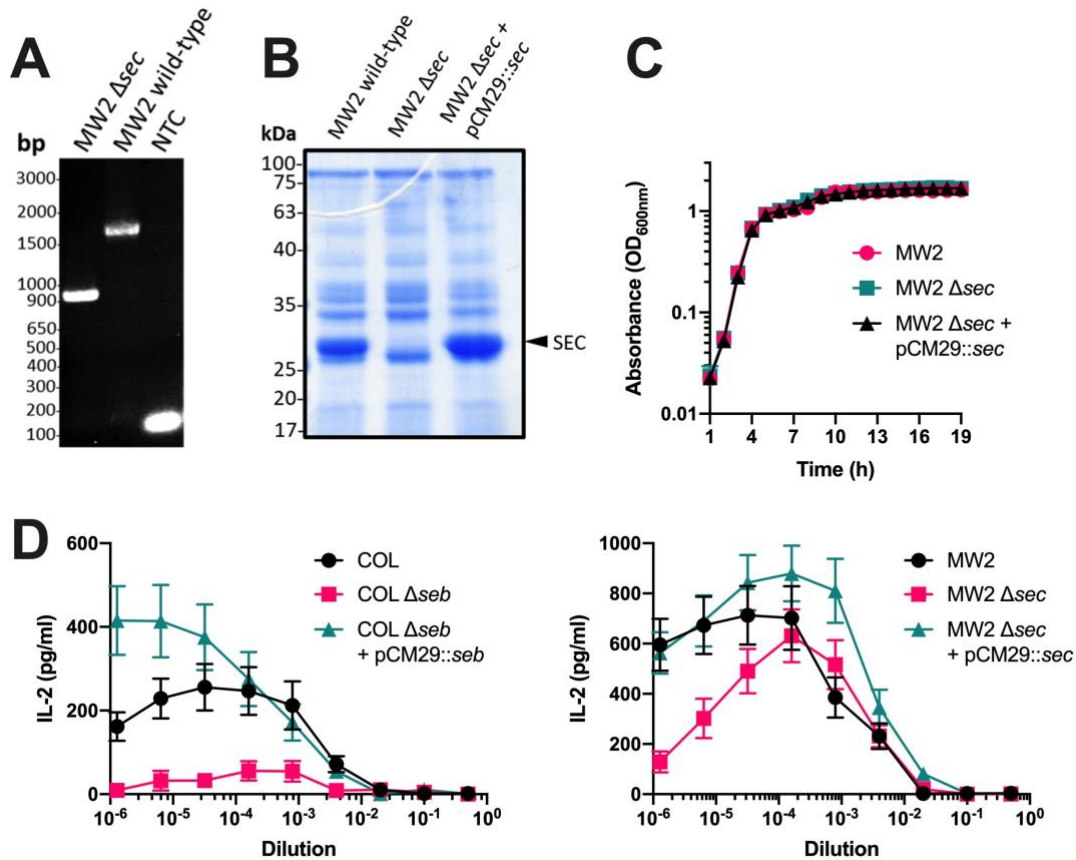 A
MW2 Δsec
MW2 wild-type
NTC
bp
3000
2000
1500
1000
900
650
500
400
300
200
100
B
MW2 wild-type
MW2 Δsec
MW2 Δsec +
pCM29::sec
kDa
100
75
63
40
35
25
20
17
SEC
C
Absorbance (OD600nm)
1
0.1
0.01
1 4 7 10 13 16 19
Time (h)
MW2
MW2 Δsec
MW2 Δsec +
pCM29::sec
D
IL-2 (pg/ml)
600
400
200
0
10-6 10-5 10-4 10-3 10-2 10-1 100
Dilution
COL
COL Δseb
COL Δseb
+ pCM29::seb
IL-2 (pg/ml)
1000
800
600
400
200
0
10-6 10-5 10-4 10-3 10-2 10-1 100
Dilution
MW2
MW2 Δsec
MW2 Δsec
+ pCM29::sec